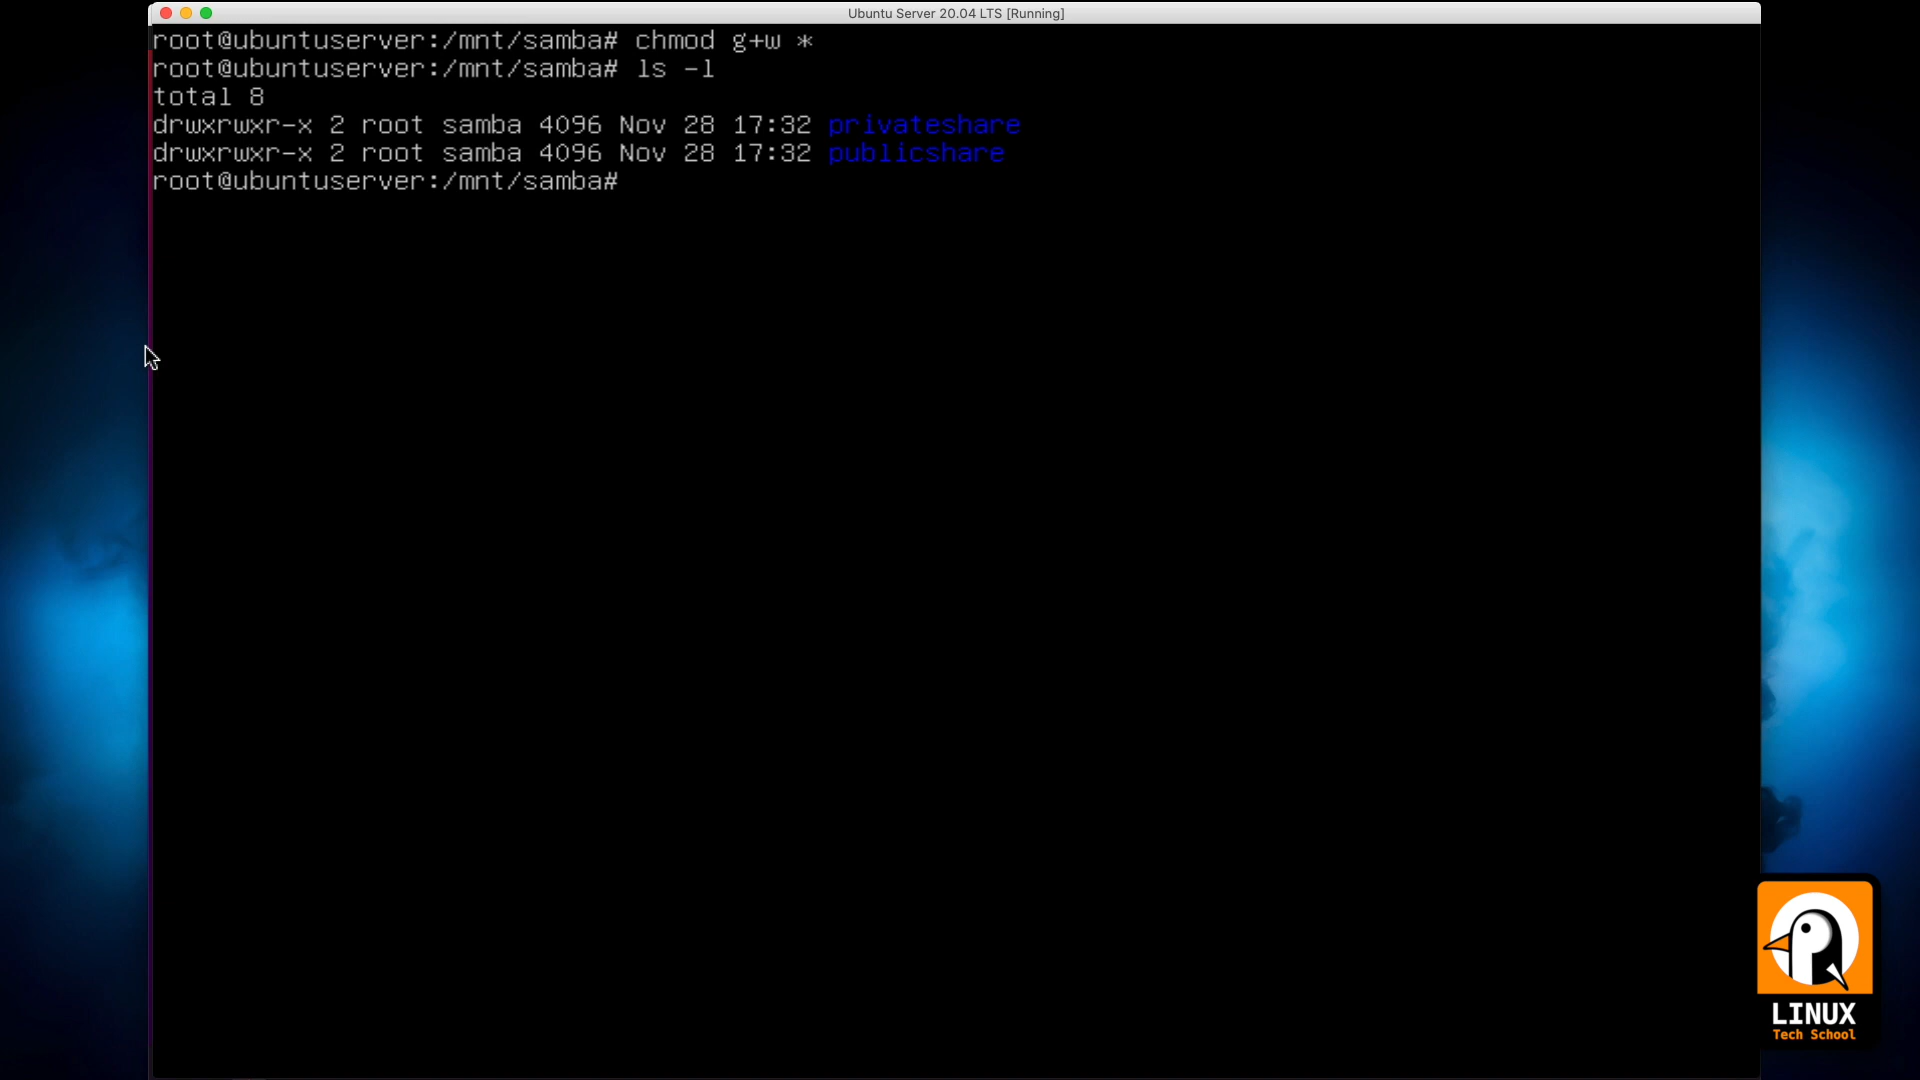 Ubuntu Server 20.04 LTS [Running]
root@ubuntuserver:/mnt/samba# chmod g+w *
root@ubuntuserver:/mnt/samba# ls -l
total 8
drwxrwxr-x 2 root samba 4096 Nov 28 17:32 privateshare
drwxrwxr-x 2 root samba 4096 Nov 28 17:32 publicshare
root@ubuntuserver:/mnt/samba#
LINUX
Tech School